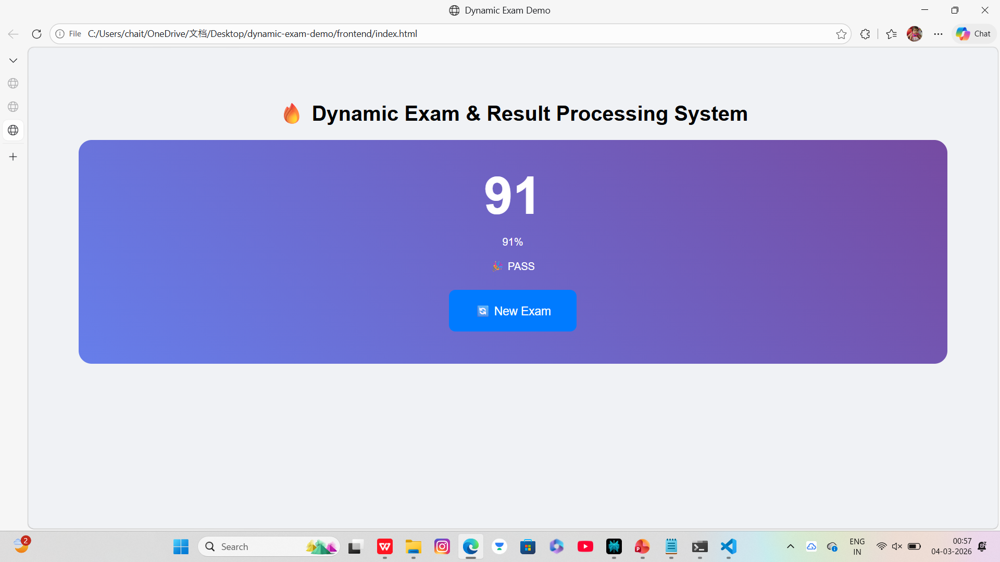 Dynamic Exam Demo
File C:/Users/chait/OneDrive/文档/Desktop/dynamic-exam-demo/frontend/index.html
Chat
🔥 Dynamic Exam & Result Processing System
91
91%
🎉 PASS
🔄 New Exam
2
Search
ENG
IN
00:57
04-03-2026